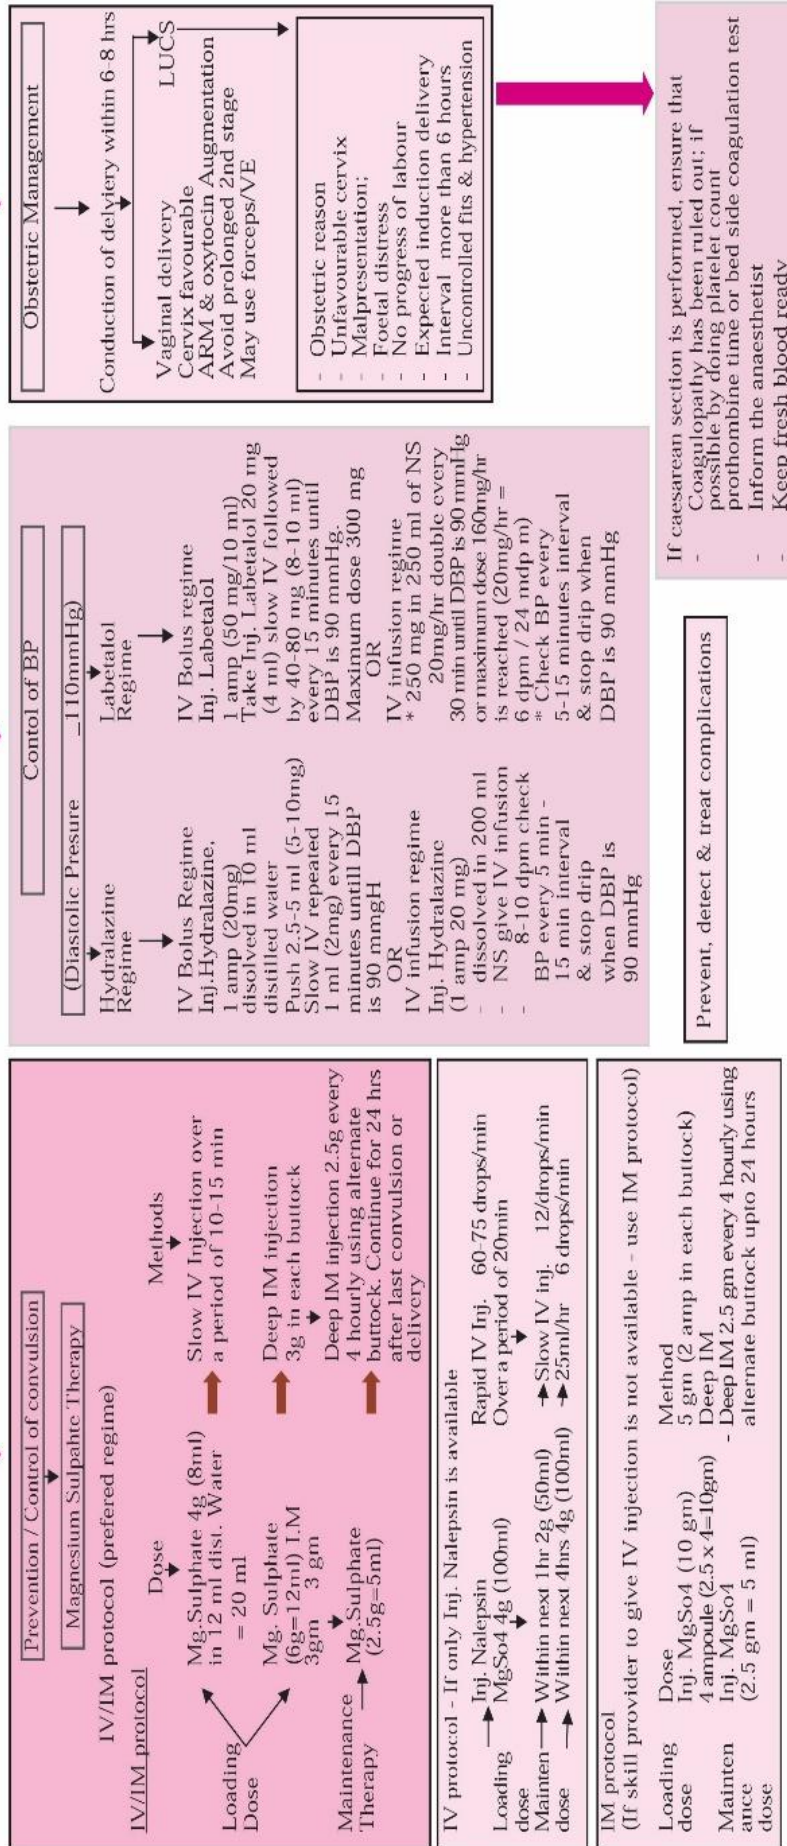 Prevention / Control of convulsion
Magnesium Sulpahte Therapy
IV/IM protocol (prefered regime)
IV/IM protocol
Dose
Methods
Loading
Dose
Mg.Sulphate 4g (8ml)
in 12 ml dist. Water
= 20 ml
Slow IV Injection over
a period of 10-15 min
Mg. Sulphate
(6g=12ml) I.M
3gm 3 gm
Deep IM injection
3g in each buttock
Maintenance
Therapy
Mg.Sulphate
(2.5g=5ml)
Deep IM injection 2.5g every
4 hourly using alternate
buttock. Continue for 24 hrs
after last convulsion or
delivery
IV protocol - If only Inj. Nalepsin is available
Loading
dose
Inj. Nalepsin
MgSo4 4g (100ml)
Rapid IV Inj. 60-75 drops/min
Over a period of 20min
Mainten
dose
Within next 1hr 2g (50ml)
Within next 4hrs 4g (100ml)
Slow IV inj. 12/drops/min
25ml/hr 6 drops/min
IM protocol
(If skill provider to give IV injection is not available - use IM protocol)
Loading
dose
Dose
Inj. MgSO4 (10 gm)
4 ampoule (2.5 x 4=10gm)
Method
5 gm (2 amp in each buttock)
Deep IM
Mainten
ance
dose
Inj. MgSO4
(2.5 gm = 5 ml)
- Deep IM 2.5 gm every 4 hourly using
alternate buttock upto 24 hours
Contol of BP
(Diastolic Presure _110mmHg)
Hydralazine
Regime
IV Bolus Regime
Inj.Hydralazine,
1 amp (20mg)
disolved in 10 ml
distilled water
Push 2.5-5 ml (5-10mg)
Slow IV repeated
1 ml (2mg) every 15
minutes untill DBP
is 90 mmgH
OR
IV infusion regime
Inj. Hydralazine
(1 amp 20 mg)
- dissolved in 200 ml
- NS give IV infusion
- 8-10 dpm check
BP every 5 min -
15 min interval
& stop drip
when DBP is
90 mmHg
Labetalol
Regime
IV Bolus regime
Inj. Labetalol
1 amp (50 mg/10 ml)
Take Inj. Labetalol 20 mg
(4 ml) slow IV followed
by 40-80 mg (8-10 ml)
every 15 minutes until
DBP is 90 mmHg.
Maximum dose 300 mg
OR
IV infusion regime
* 250 mg in 250 ml of NS
20mg/hr double every
30 min until DBP is 90 mmHg
or maximum dose 160mg/hr
is reached (20mg/hr =
6 dpm / 24 mdp m)
* Check BP every
5-15 minutes interval
& stop drip when
DBP is 90 mmHg
Prevent, detect & treat complications
Obstetric Management
Conduction of delyiery within 6-8 hrs
Vaginal delivery
Cervix favourable
ARM & oxytocin Augmentation
Avoid prolonged 2nd stage
May use forceps/VE
LUCS
- Obstetric reason
- Unfavourable cervix
- Malpresentation;
- Foetal distress
- No progress of labour
- Expected induction delivery
- Interval more than 6 hours
- Uncontrolled fits & hypertension
If caesarean section is performed, ensure that
- Coagulopathy has been ruled out; if
possible by doing platelet count
prothombine time or bed side coagulation test
- Inform the anaesthetist
- Keep fresh blood ready